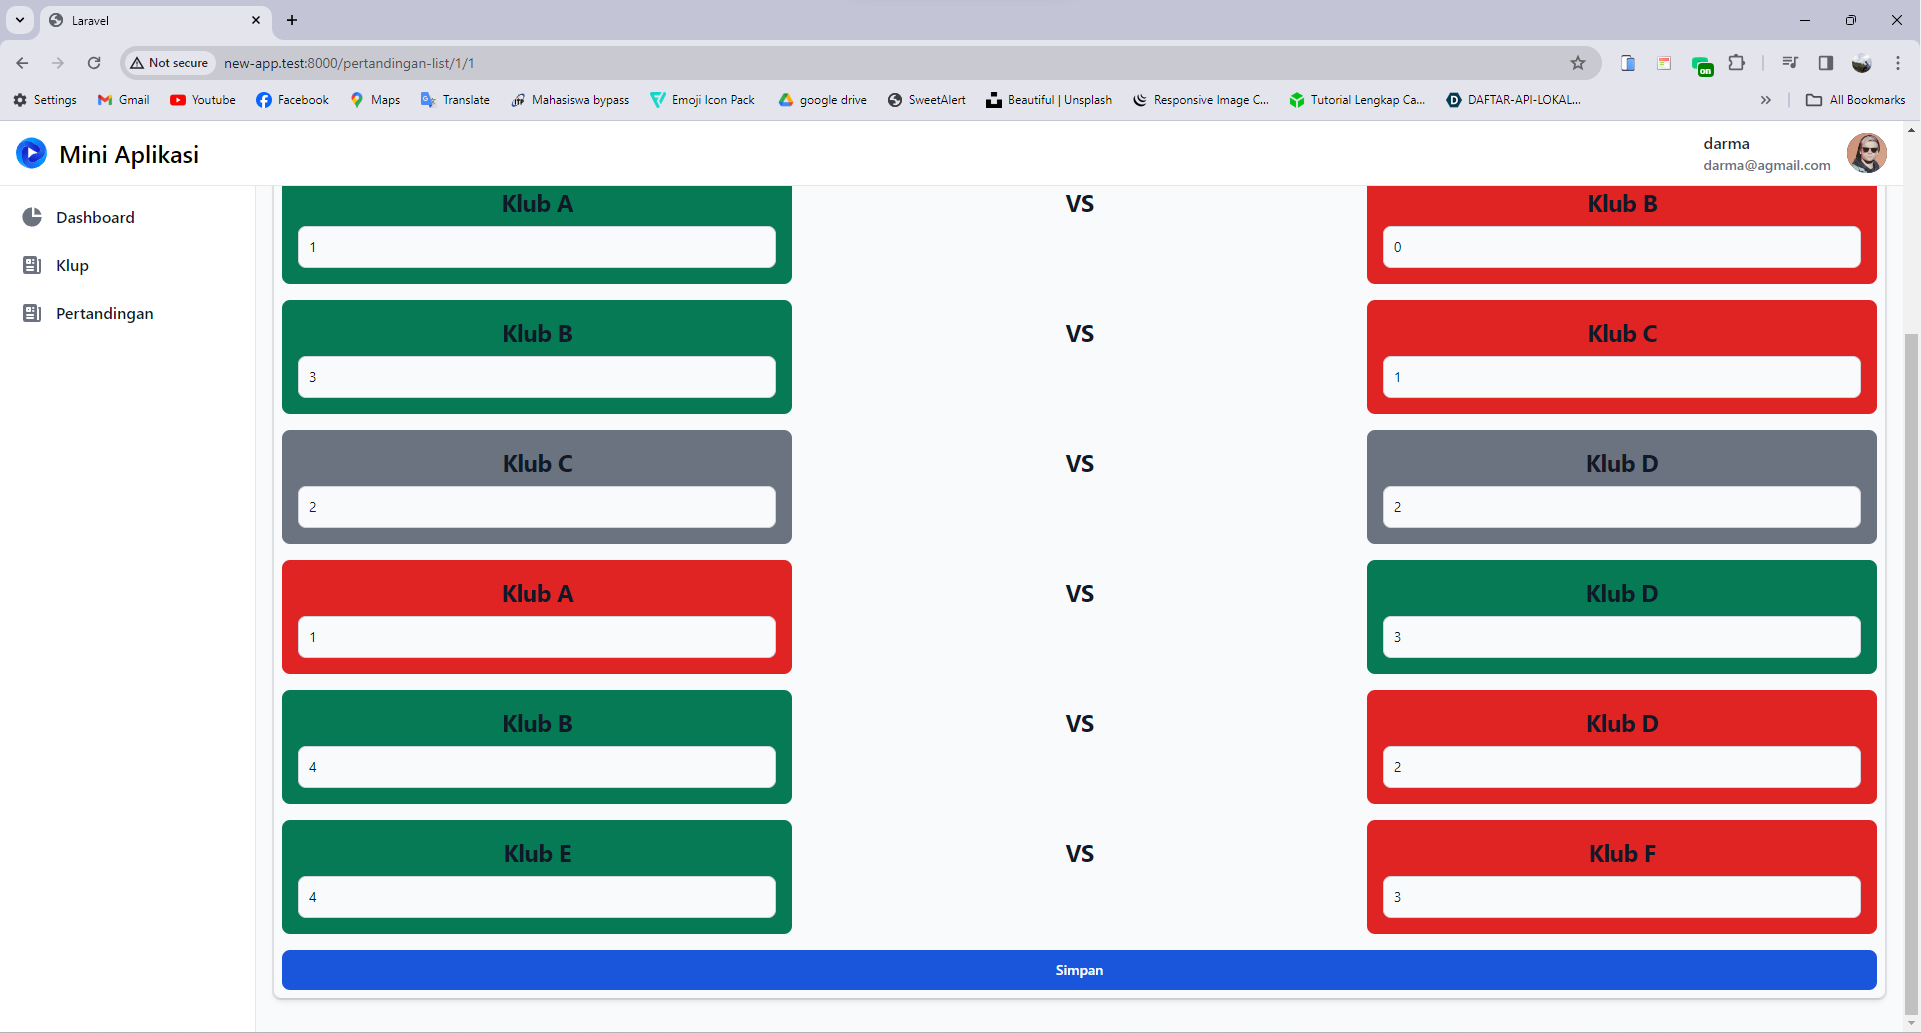 Laravel
Not secure new-app.test:8000/pertandingan-list/1/1
on
Settings Gmail Youtube Facebook Maps Translate Mahasiswa bypass Emoji Icon Pack google drive SweetAlert Beautiful | Unsplash Responsive Image C... Tutorial Lengkap Ca... DAFTAR-API-LOKAL... All Bookmarks
Mini Aplikasi
darma
darma@agmail.com
Dashboard
Klup
Pertandingan
Klub A VS Klub B
1 0
Klub B VS Klub C
3 1
Klub C VS Klub D
2 2
Klub A VS Klub D
1 3
Klub B VS Klub D
4 2
Klub E VS Klub F
4 3
Simpan